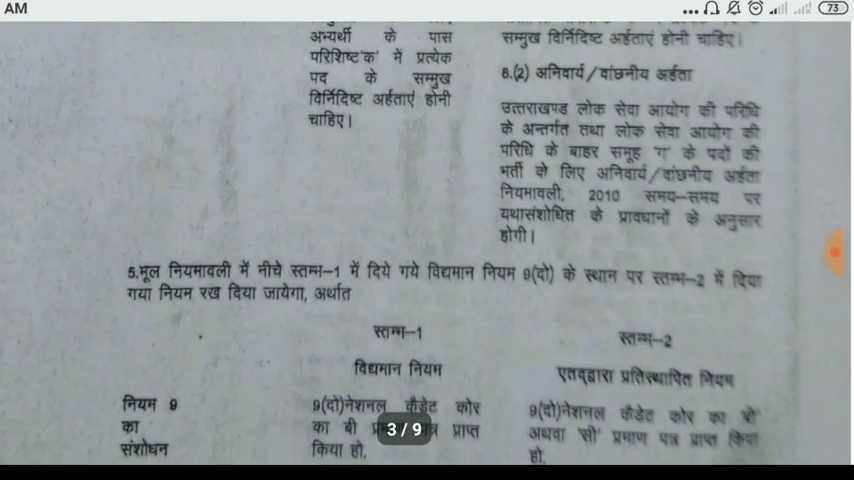 AM
73
अभ्यर्थी के पास
परिशिष्ट'क' में प्रत्येक
पद के सम्मुख
विर्निदिष्ट अर्हताएं होनी
चाहिए।
सम्मुख विर्निदिष्ट अर्हताएं होनी चाहिए।
8.(2) अनिवार्य/वांछनीय अर्हता
उत्तराखण्ड लोक सेवा आयोग की परिधि
के अन्तर्गत तथा लोक सेवा आयोग की
परिधि के बाहर समूह 'ग' के पदों की
भर्ती के लिए अनिवार्य/वांछनीय अर्हता
नियमावली, 2010 समय-समय पर
यथासंशोधित के प्रावधानों के अनुसार
होगी।
5.मूल नियमावली में नीचे स्तम्भ-1 में दिये गये विद्यमान नियम 9(दो) के स्थान पर स्तम्भ-2 में दिया
गया नियम रख दिया जायेगा, अर्थात
स्तम्भ-1
विद्यमान नियम
स्तम्भ-2
एतद्द्वारा प्रतिस्थापित नियम
नियम 9
का
संशोधन
9(दो)नेशनल कैडेट कोर
का बी पत्र प्राप्त
किया हो,
9(दो)नेशनल कैडेट कोर का बी
अथवा 'सी' प्रमाण पत्र प्राप्त किया
हो,
3 / 9